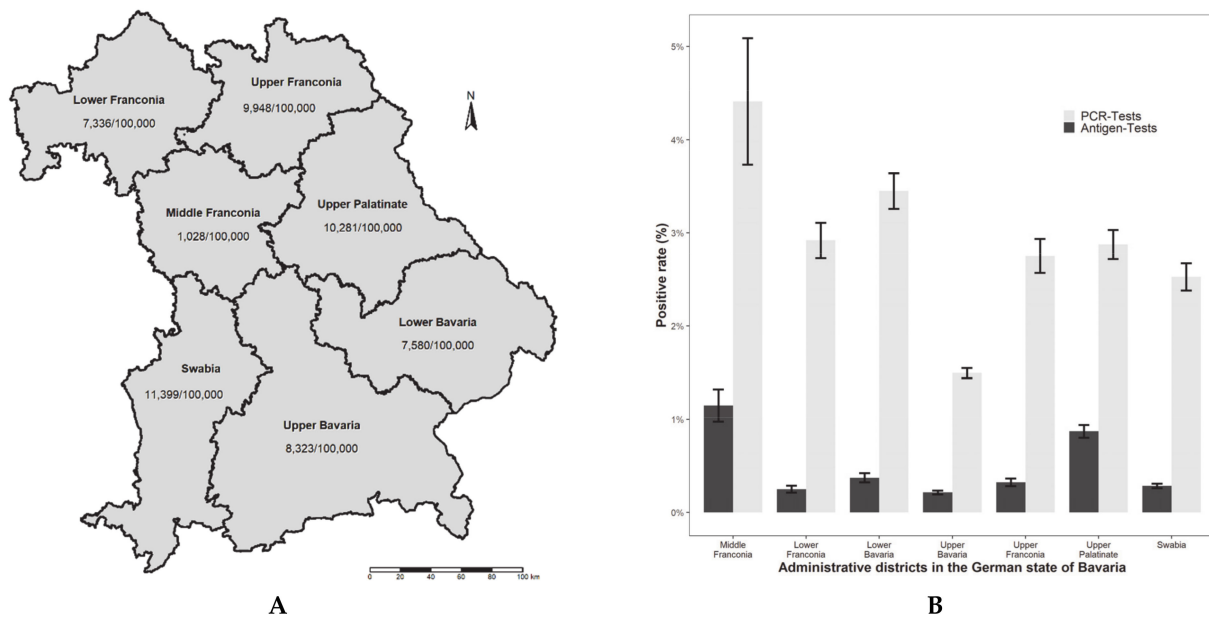 Upper Franconia
9,948/100,000
Lower Franconia
7,336/100,000
N
Middle Franconia
1,028/100,000
Upper Palatinate
10,281/100,000
Lower Bavaria
7,580/100,000
Swabia
11,399/100,000
Upper Bavaria
8,323/100,000
0 20 40 60 80 100 km
A
5%
4%
3%
2%
1%
0%
Positive rate (%)
PCR-Tests
Antigen-Tests
Middle Franconia
Lower Franconia
Lower Bavaria
Upper Bavaria
Upper Franconia
Upper Palatinate
Swabia
Administrative districts in the German state of Bavaria
B